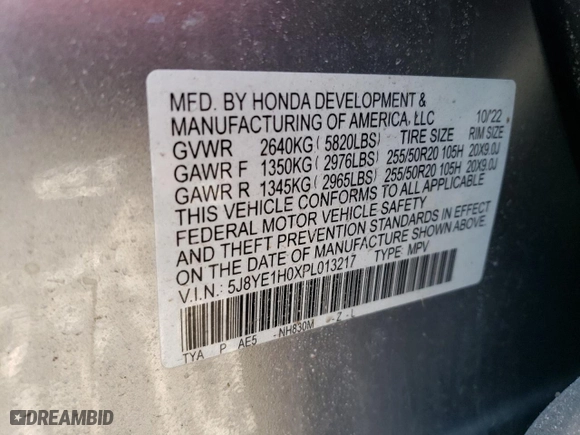 MFD. BY HONDA DEVELOPMENT &
MANUFACTURING OF AMERICA, LLC 10/'22
GVWR 2640KG ( 5820LBS) TIRE SIZE RIM SIZE
GAWR F 1350KG ( 2976LBS) 255/50R20 105H 20X9.0J
GAWR R 1345KG ( 2965LBS) 255/50R20 105H 20X9.0J
THIS VEHICLE CONFORMS TO ALL APPLICABLE
FEDERAL MOTOR VEHICLE SAFETY
AND THEFT PREVENTION STANDARDS IN EFFECT
ON THE DATE OF MANUFACTURE SHOWN ABOVE.
V.I.N.: 5J8YE1H0XPL013217 TYPE: MPV
TYA P AE5 -NH830M -Z -L
DREAMBID